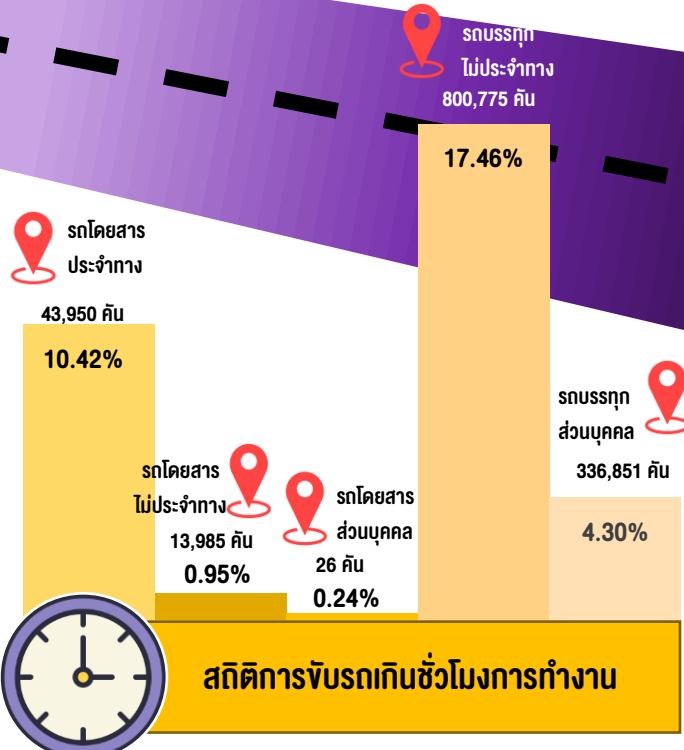 รถบรรทุก
ไม่ประจำทาง
800,775 คัน
17.46%
รถโดยสาร
ประจำทาง
43,950 คัน
10.42%
รถโดยสาร
ไม่ประจำทาง
13,985 คัน
0.95%
รถโดยสาร
ส่วนบุคคล
26 คัน
0.24%
รถบรรทุก
ส่วนบุคคล
336,851 คัน
4.30%
สถิติการขับรถเกินชั่วโมงการทำงาน